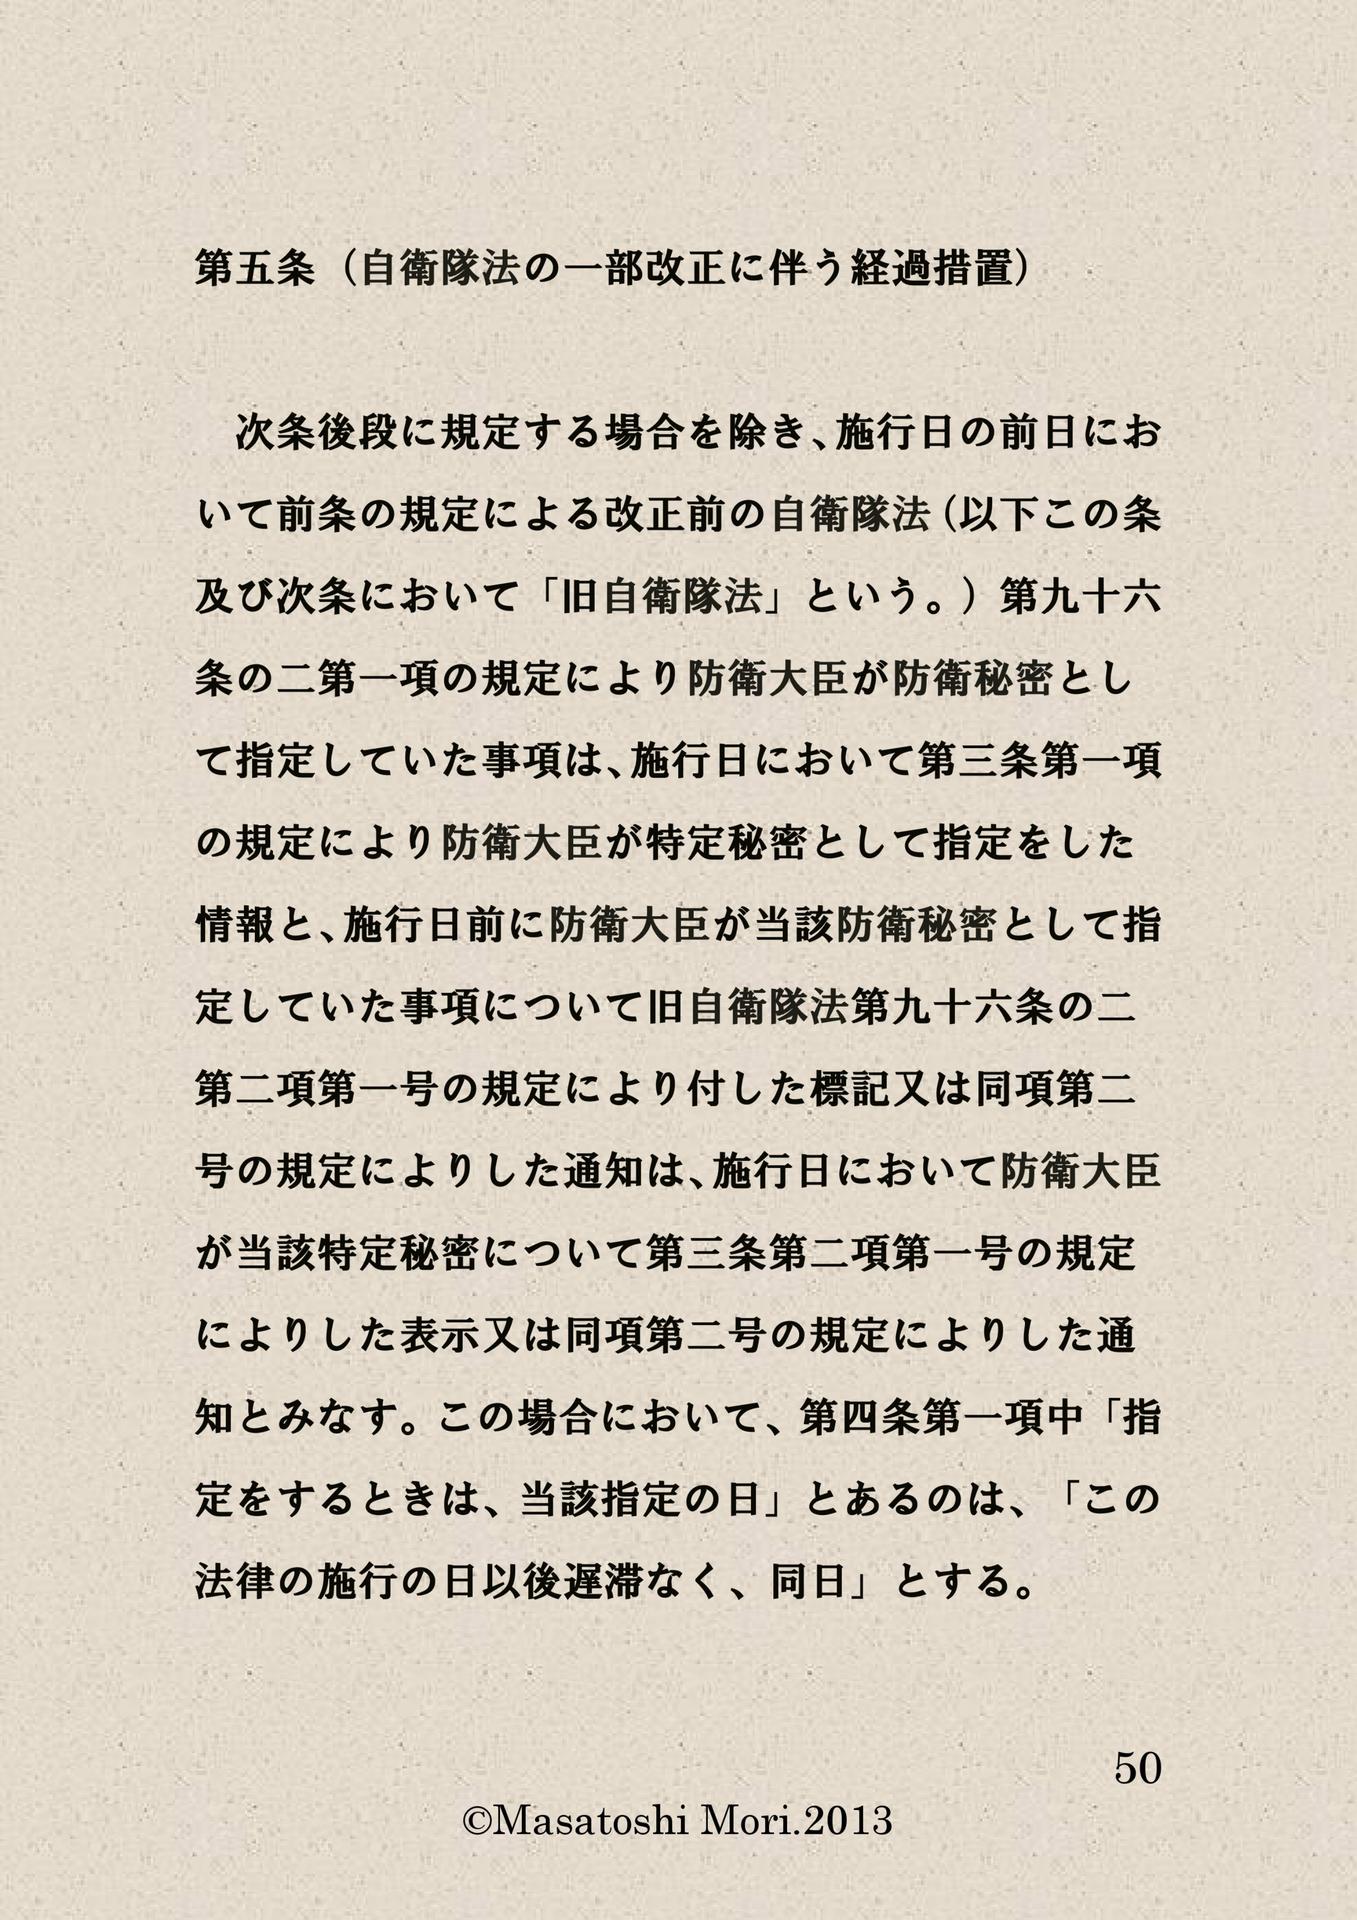 第五条（自衛隊法の一部改正に伴う経過措置）
　次条後段に規定する場合を除き、施行日の前日にお
いて前条の規定による改正前の自衛隊法（以下この条
及び次条において「旧自衛隊法」という。）第九十六
条の二第一項の規定により防衛大臣が防衛秘密とし
て指定していた事項は、施行日において第三条第一項
の規定により防衛大臣が特定秘密として指定をした
情報と、施行日前に防衛大臣が当該防衛秘密として指
定していた事項について旧自衛隊法第九十六条の二
第二項第一号の規定により付した標記又は同項第二
号の規定によりした通知は、施行日において防衛大臣
が当該特定秘密について第三条第二項第一号の規定
によりした表示又は同項第二号の規定によりした通
知とみなす。この場合において、第四条第一項中「指
定をするときは、当該指定の日」とあるのは、「この
法律の施行の日以後遅滞なく、同日」とする。
50
©Masatoshi Mori.2013